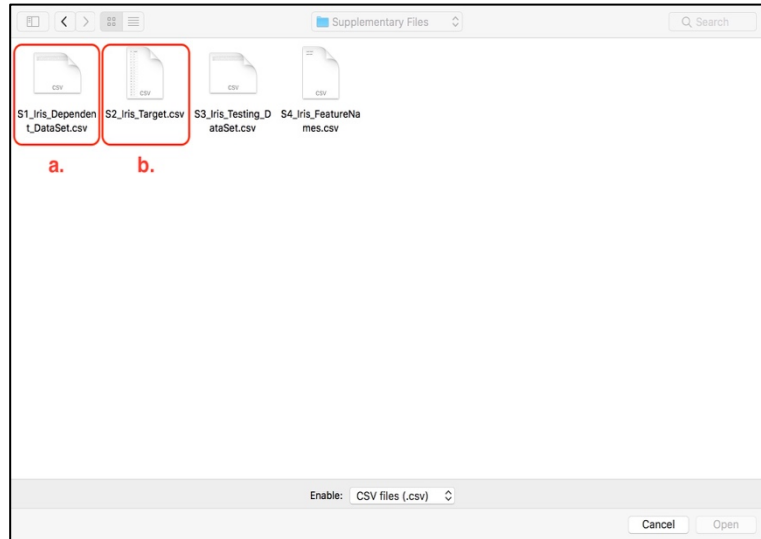 Supplementary Files
Search
CSV
CSV
CSV
CSV
S1_Iris_Dependen
t_DataSet.csv
S2_Iris_Target.csv
S3_Iris_Testing_D
ataSet.csv
S4_Iris_FeatureNa
mes.csv
a.
b.
Enable: CSV files (.csv)
Cancel
Open